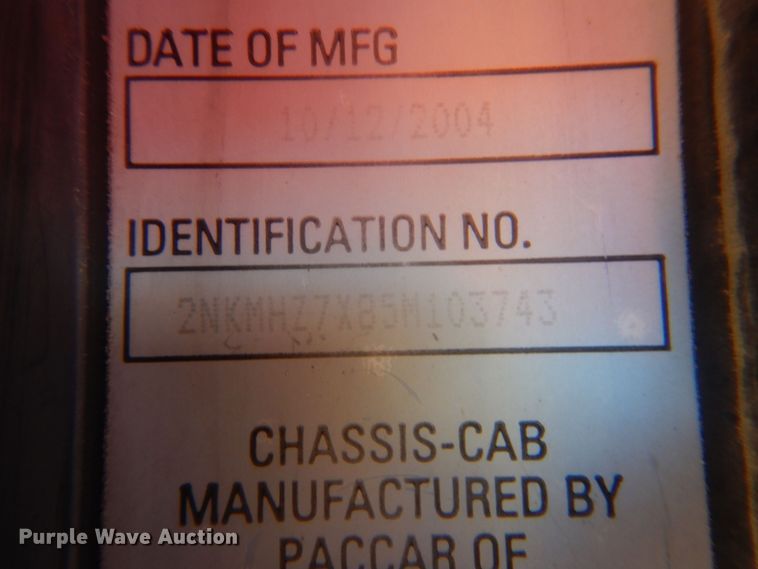 DATE OF MFG
10/12/2004
IDENTIFICATION NO.
2NKMHZ7X85M103743
CHASSIS-CAB
MANUFACTURED BY
PACCAR OF
Purple Wave Auction